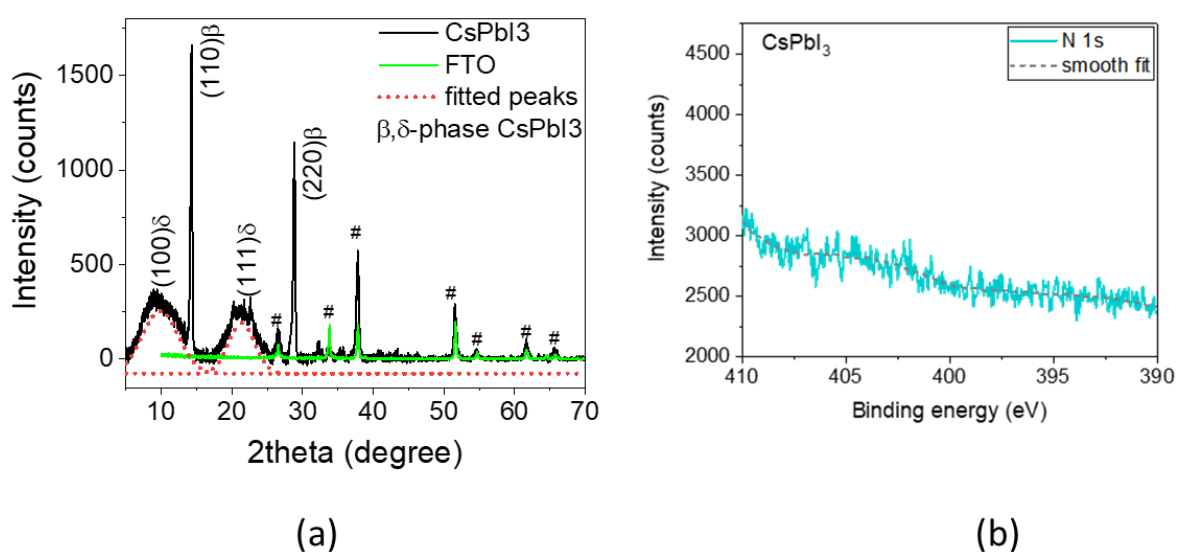 CsPbI3
FTO
fitted peaks
β,δ-phase CsPbI3
(110)β
(220)β
(100)δ
(111)δ
#
#
#
#
#
#
#
1500
1000
500
0
10 20 30 40 50 60 70
Intensity (counts)
2theta (degree)
(a)
CsPbI₃
N 1s
smooth fit
4500
4000
3500
3000
2500
2000
410 405 400 395 390
Intensity (counts)
Binding energy (eV)
(b)